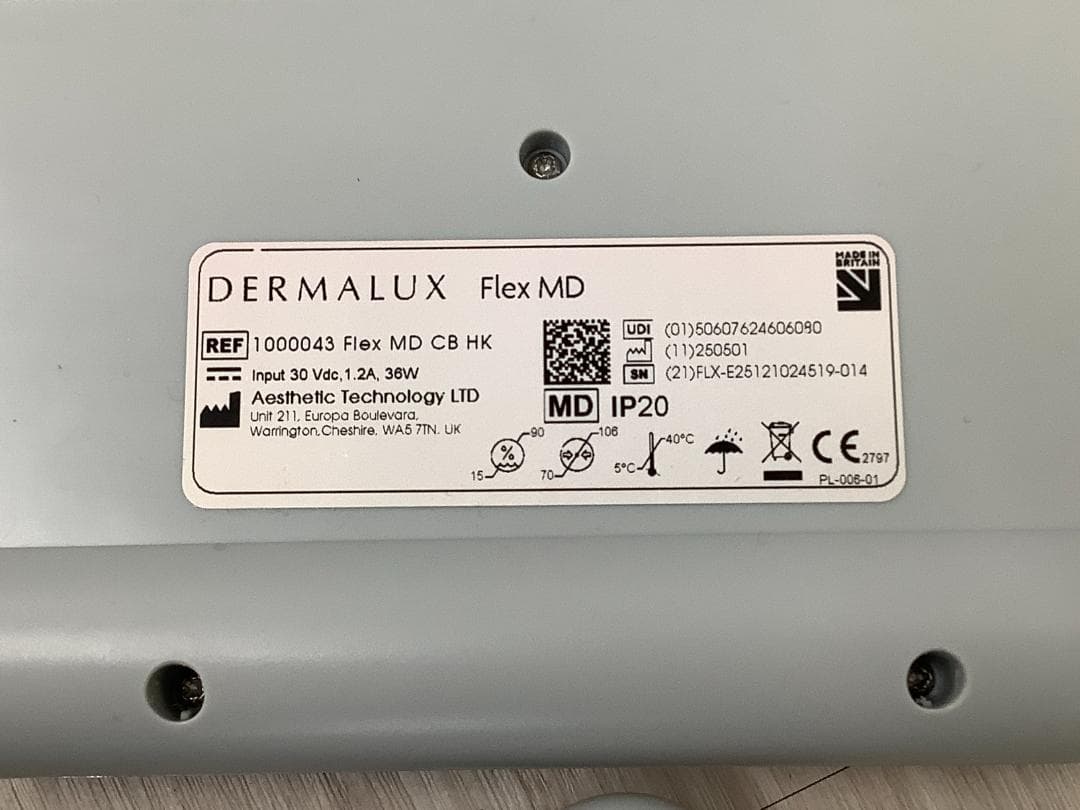 DERMALUX Flex MD
MADE IN
BRITAIN
REF 1000043 Flex MD CB HK
Input 30 Vdc, 1.2A, 36W
Aesthetic Technology LTD
Unit 211, Europa Boulevara,
Warrington, Cheshire, WA5 7TN. UK
UDI (01)50607624606080
(11)250501
SN (21)FLX-E25121024519-014
MD IP20
15 % 90
70 106
5°C 40°C
CE 2797
PL-006-01